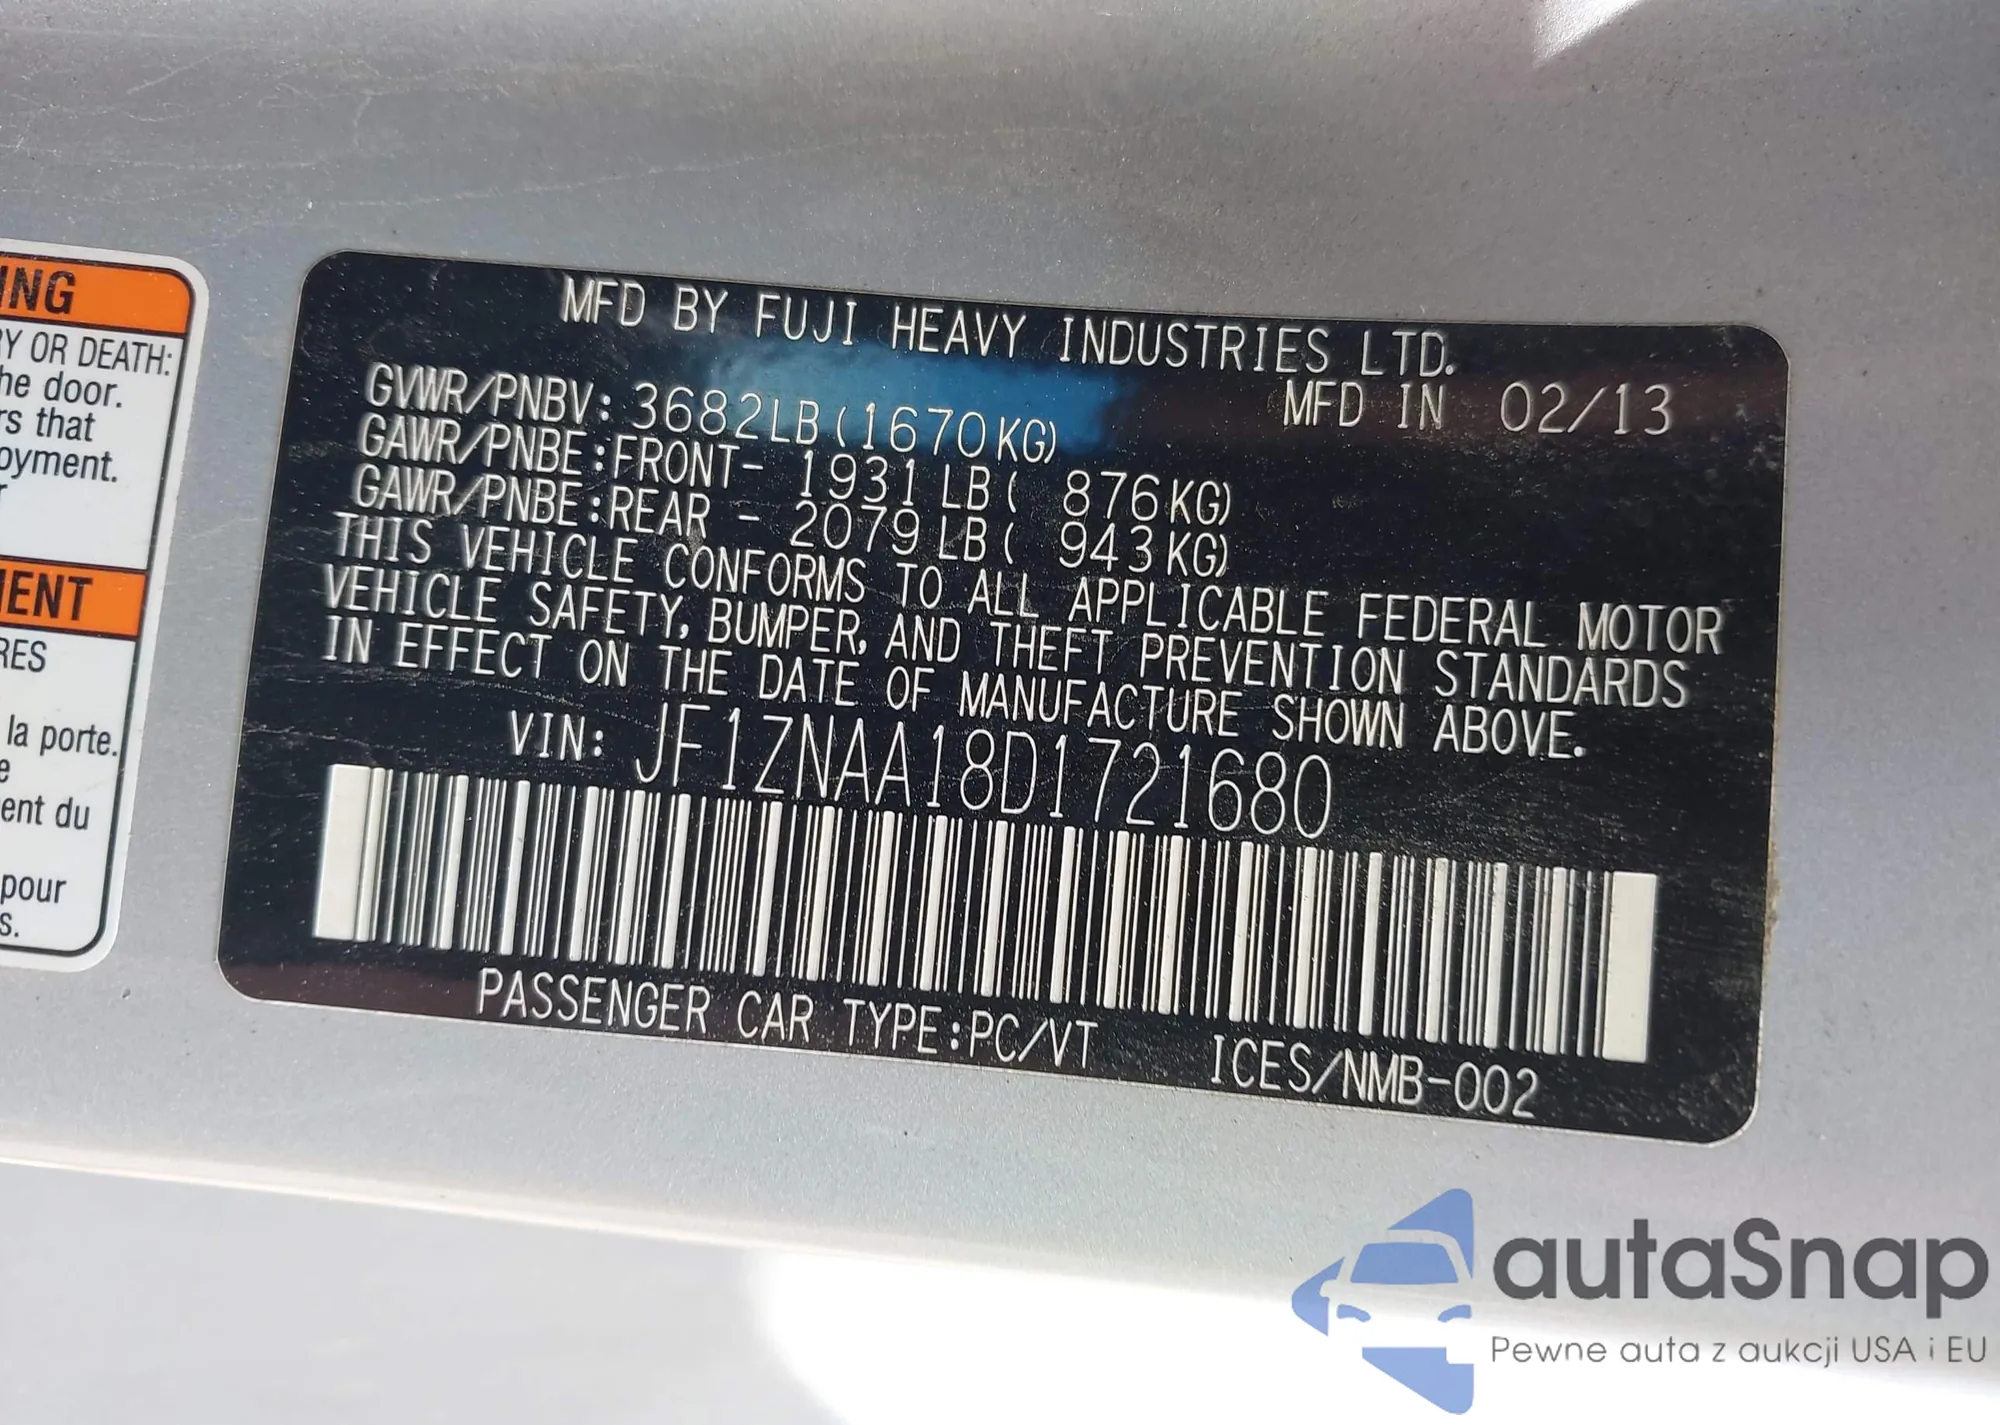 ING
RY OR DEATH:
he door.
rs that
oyment.
r
MENT
RES
la porte.
e
ent du
pour
s.
MFD BY FUJI HEAVY INDUSTRIES LTD.
GVWR/PNBV: 3682LB(1670KG) MFD IN 02/13
GAWR/PNBE:FRONT- 1931LB( 876KG)
GAWR/PNBE:REAR - 2079LB( 943KG)
THIS VEHICLE CONFORMS TO ALL APPLICABLE FEDERAL MOTOR
VEHICLE SAFETY, BUMPER, AND THEFT PREVENTION STANDARDS
IN EFFECT ON THE DATE OF MANUFACTURE SHOWN ABOVE.
VIN: JF1ZNAA18D1721680
PASSENGER CAR TYPE:PC/VT ICES/NMB-002
autaSnap
Pewne auta z aukcji USA i EU